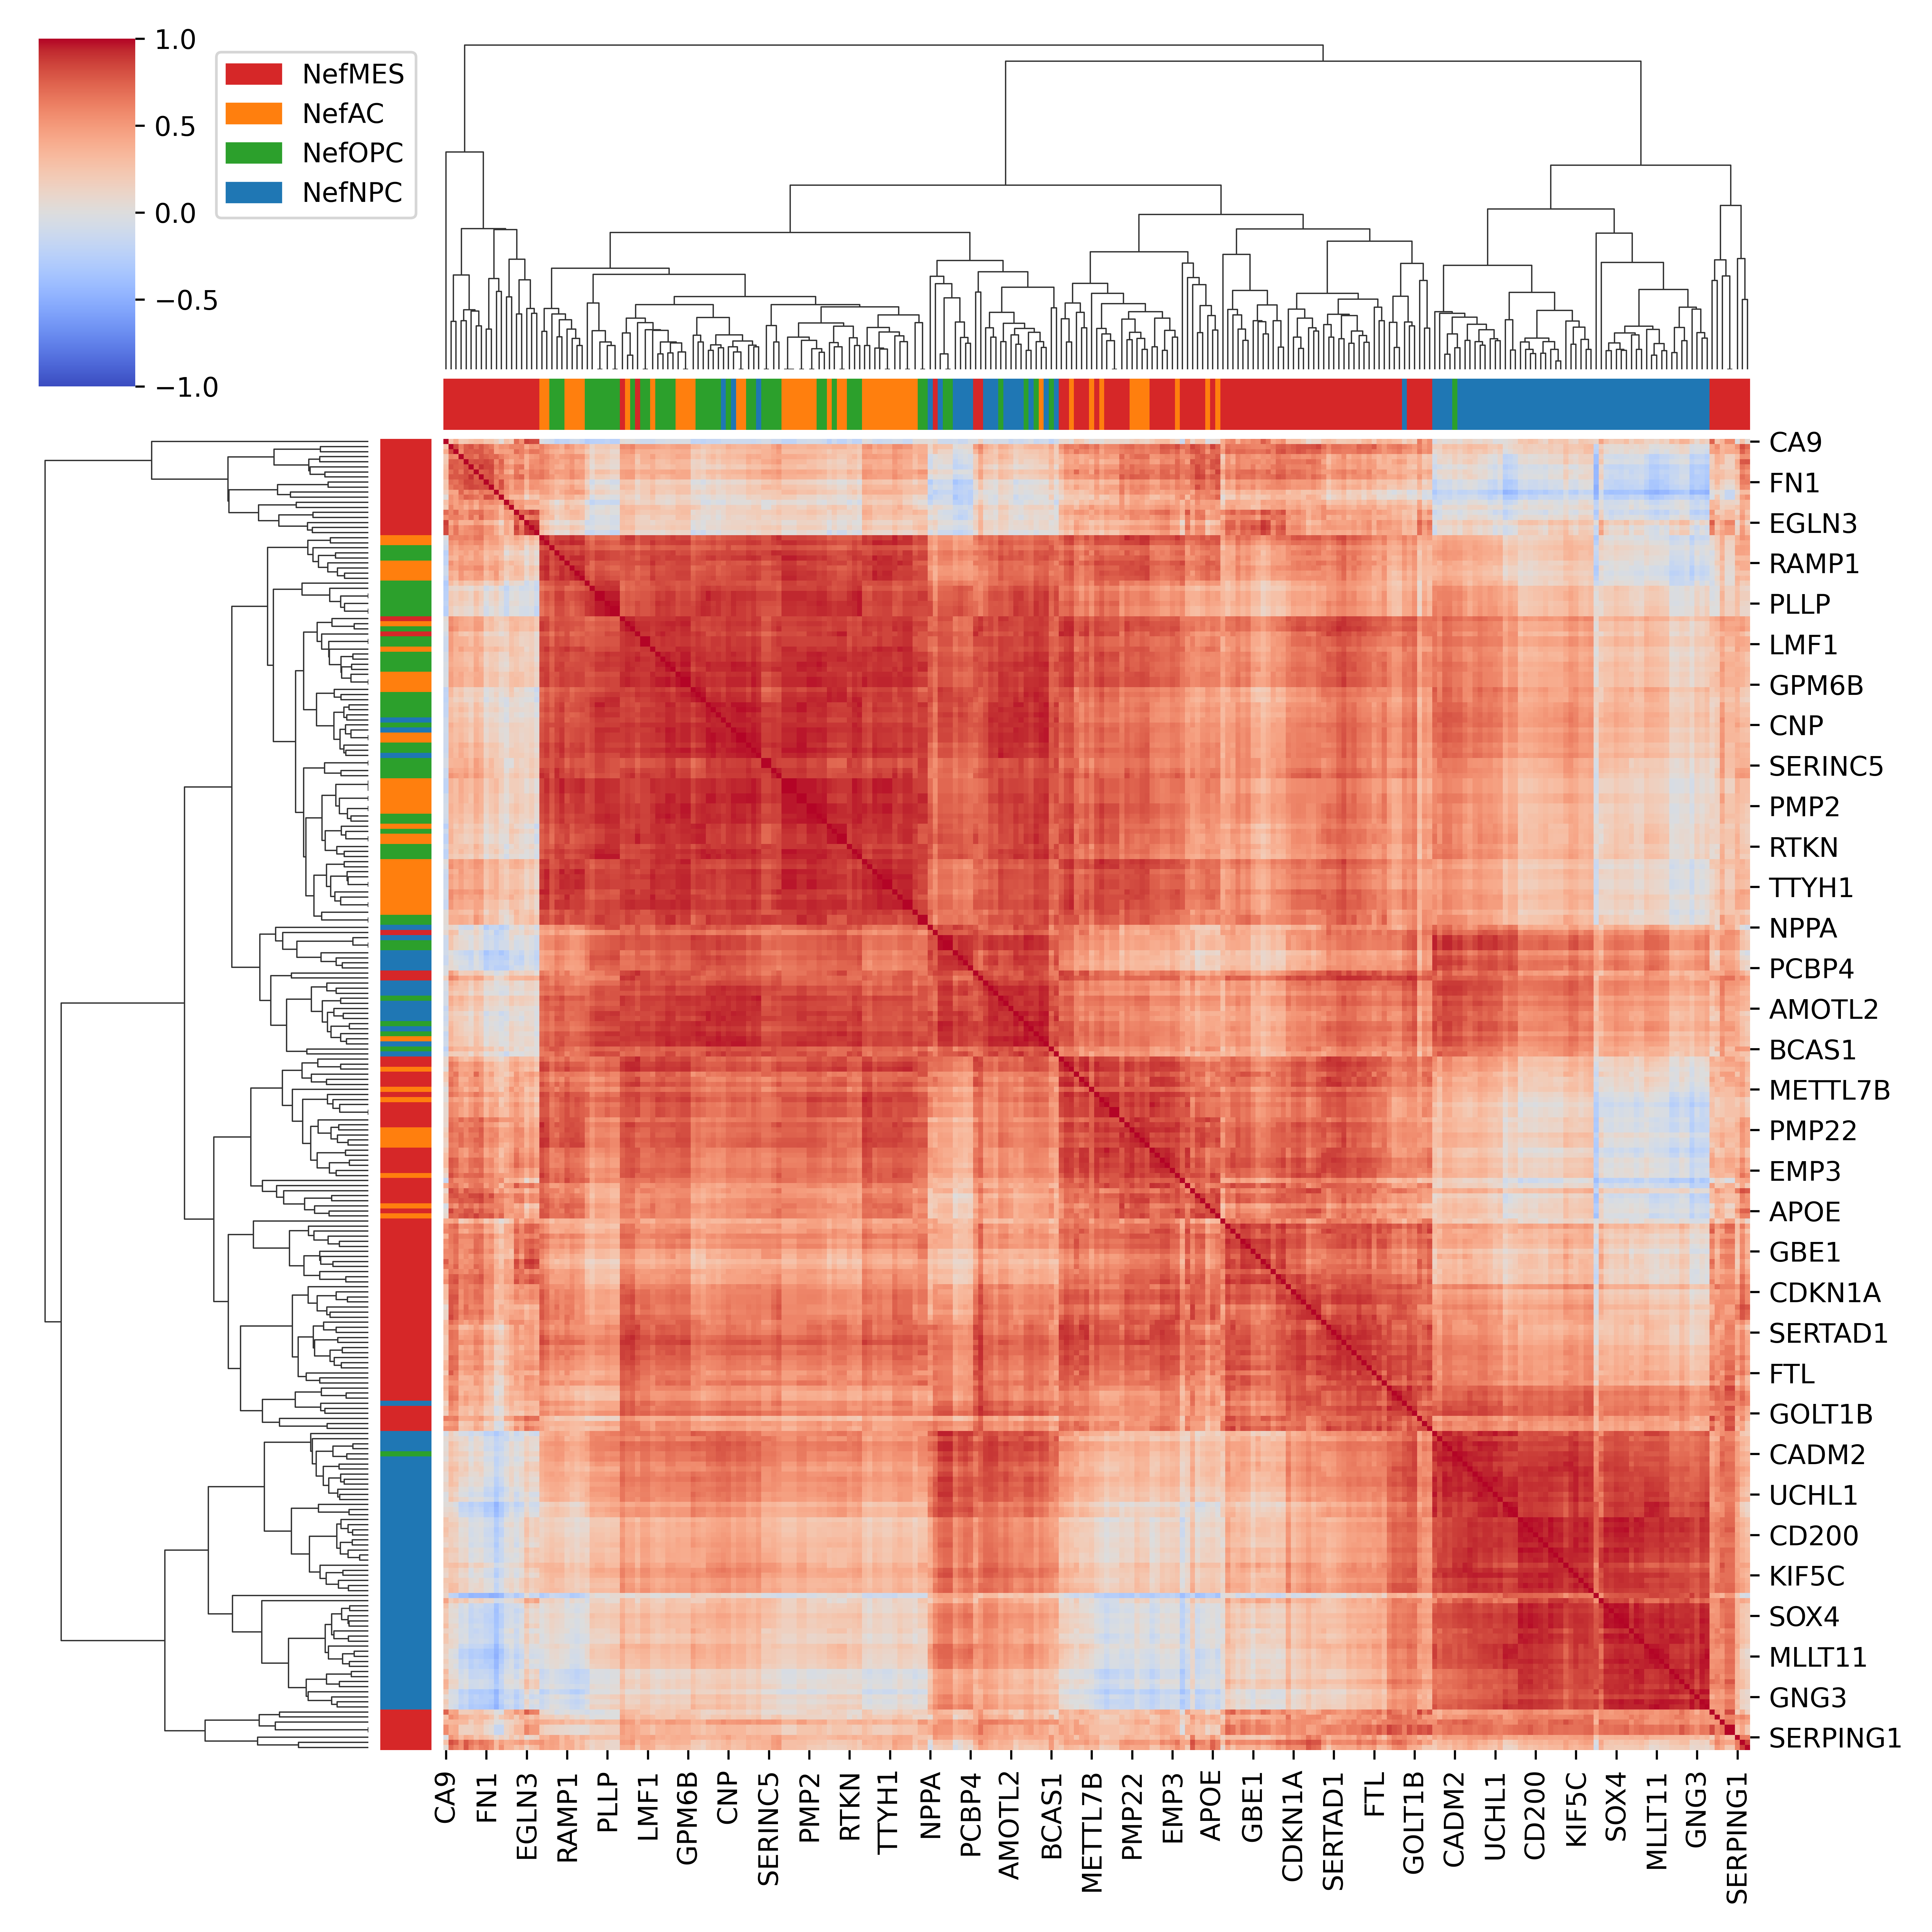 1.0
0.5
0.0
−0.5
−1.0
NefMES
NefAC
NefOPC
NefNPC
CA9
FN1
EGLN3
RAMP1
PLLP
LMF1
GPM6B
CNP
SERINC5
PMP2
RTKN
TTYH1
NPPA
PCBP4
AMOTL2
BCAS1
METTL7B
PMP22
EMP3
APOE
GBE1
CDKN1A
SERTAD1
FTL
GOLT1B
CADM2
UCHL1
CD200
KIF5C
SOX4
MLLT11
GNG3
SERPING1
CA9
FN1
EGLN3
RAMP1
PLLP
LMF1
GPM6B
CNP
SERINC5
PMP2
RTKN
TTYH1
NPPA
PCBP4
AMOTL2
BCAS1
METTL7B
PMP22
EMP3
APOE
GBE1
CDKN1A
SERTAD1
FTL
GOLT1B
CADM2
UCHL1
CD200
KIF5C
SOX4
MLLT11
GNG3
SERPING1